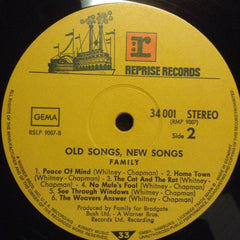 REPRISE RECORDS
GEMA
34 001 STEREO
(RSLP 9007)
RSLP 9007-B
Side 2
OLD SONGS, NEW SONGS
FAMILY
1. Peace Of Mind (Whitney - Chapman) · 2. Home Town
(Whitney - Chapman) · 3. The Cat And The Rat (Whitney -
Chapman) · 4. No Mule's Fool (Whitney - Chapman)
5. See Through Windows (Whitney - Chapman)
6. The Weavers Answer (Whitney - Chapman)
Produced by Family for Bradgate
Bush Ltd. - A Warner Bros.
Records Ltd. Recording
33